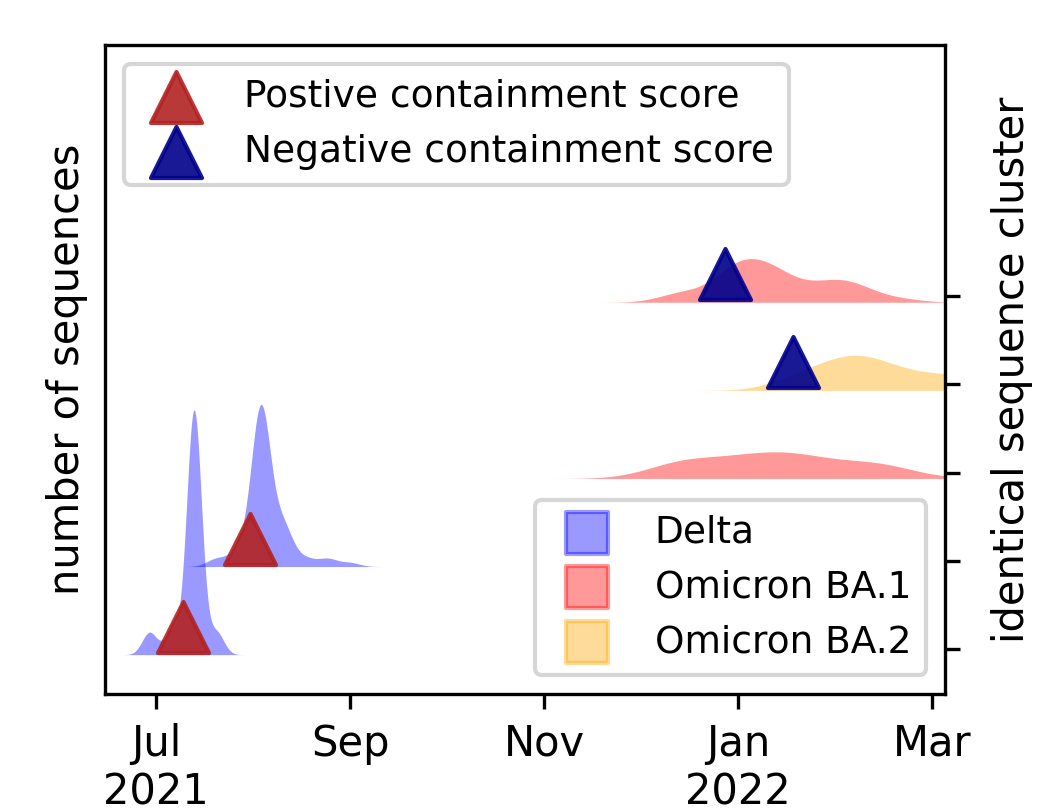 Postive containment score
Negative containment score
number of sequences
identical sequence cluster
Delta
Omicron BA.1
Omicron BA.2
Jul
2021
Sep
Nov
Jan
2022
Mar